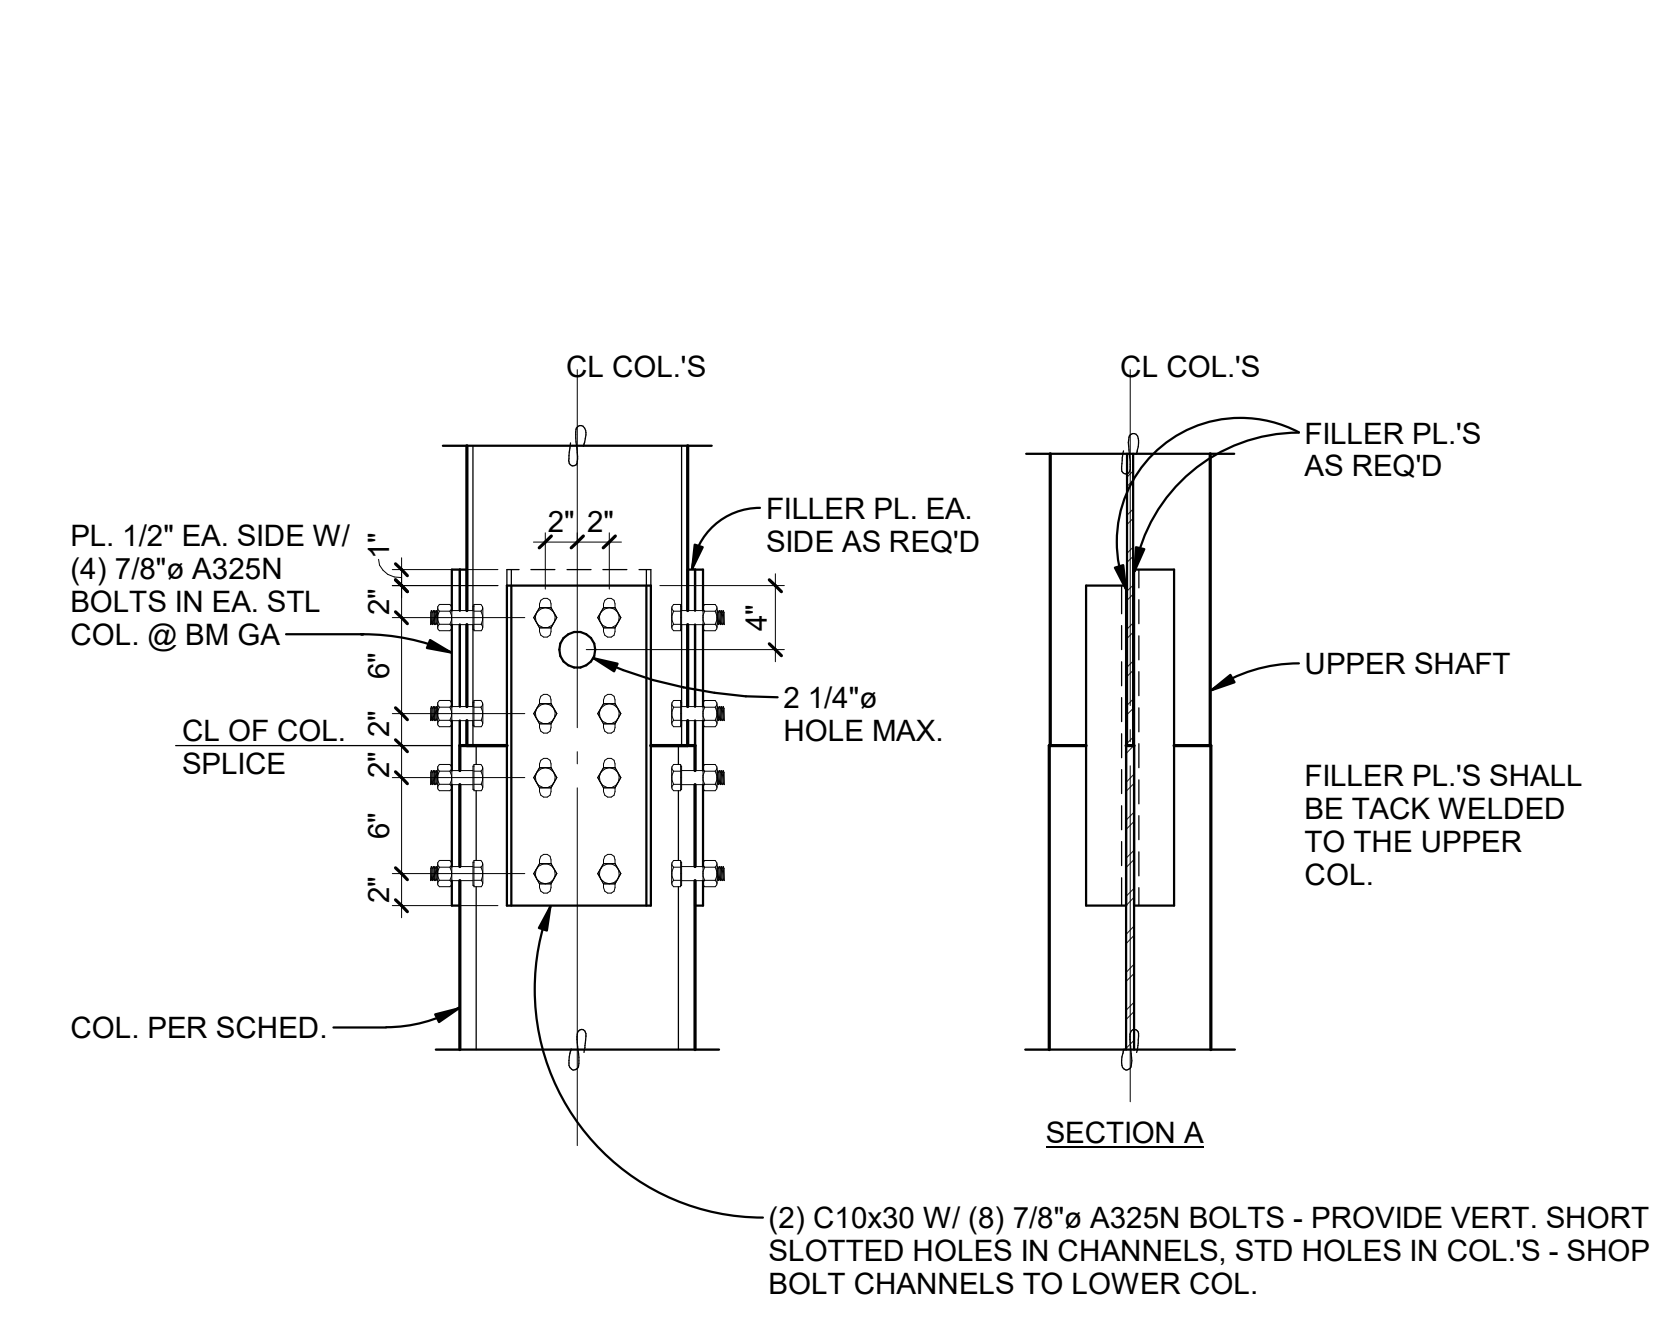 CL COL.'S
CL COL.'S
FILLER PL.'S
AS REQ'D
PL. 1/2" EA. SIDE W/
(4) 7/8"ø A325N
BOLTS IN EA. STL
COL. @ BM GA
1"
2"
6"
2"
2"
6"
2"
2" 2"
FILLER PL. EA.
SIDE AS REQ'D
4"
2 1/4"ø
HOLE MAX.
UPPER SHAFT
CL OF COL.
SPLICE
FILLER PL.'S SHALL
BE TACK WELDED
TO THE UPPER
COL.
COL. PER SCHED.
SECTION A
(2) C10x30 W/ (8) 7/8"ø A325N BOLTS - PROVIDE VERT. SHORT
SLOTTED HOLES IN CHANNELS, STD HOLES IN COL.'S - SHOP
BOLT CHANNELS TO LOWER COL.